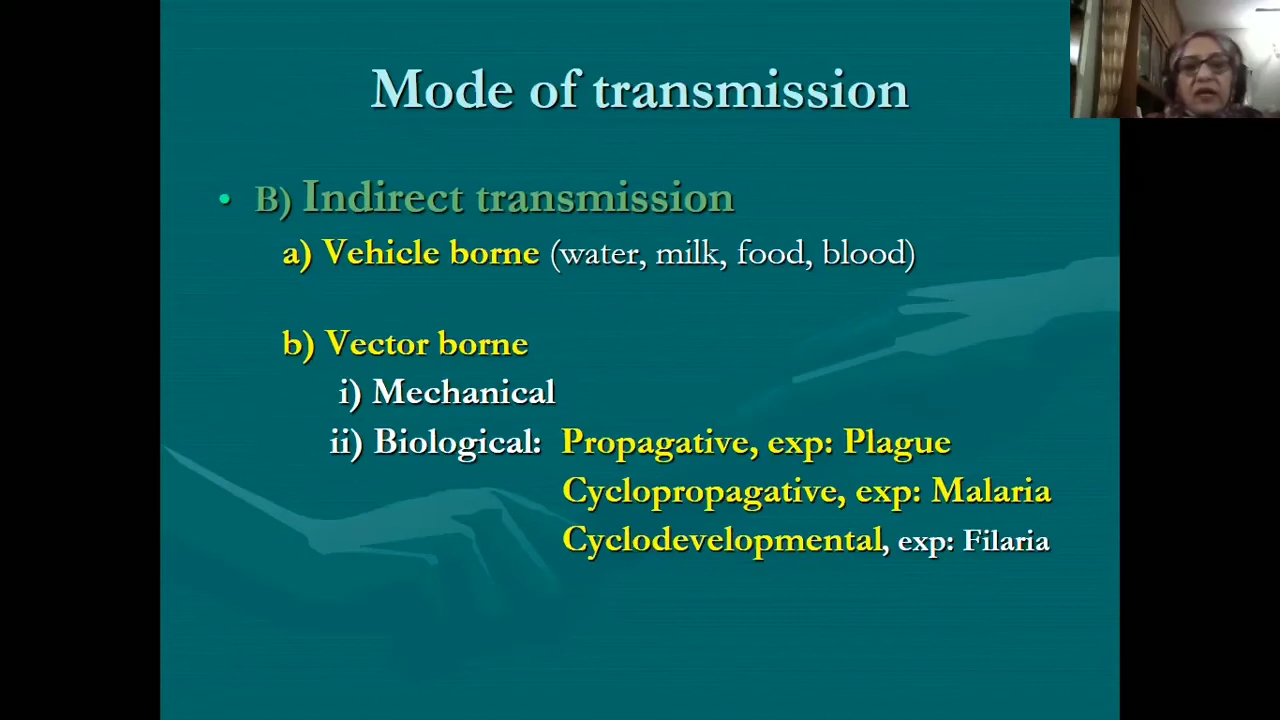 Mode of transmission
• B) Indirect transmission
a) Vehicle borne (water, milk, food, blood)
b) Vector borne
i) Mechanical
ii) Biological: Propagative, exp: Plague
Cyclopropagative, exp: Malaria
Cyclodevelopmental, exp: Filaria